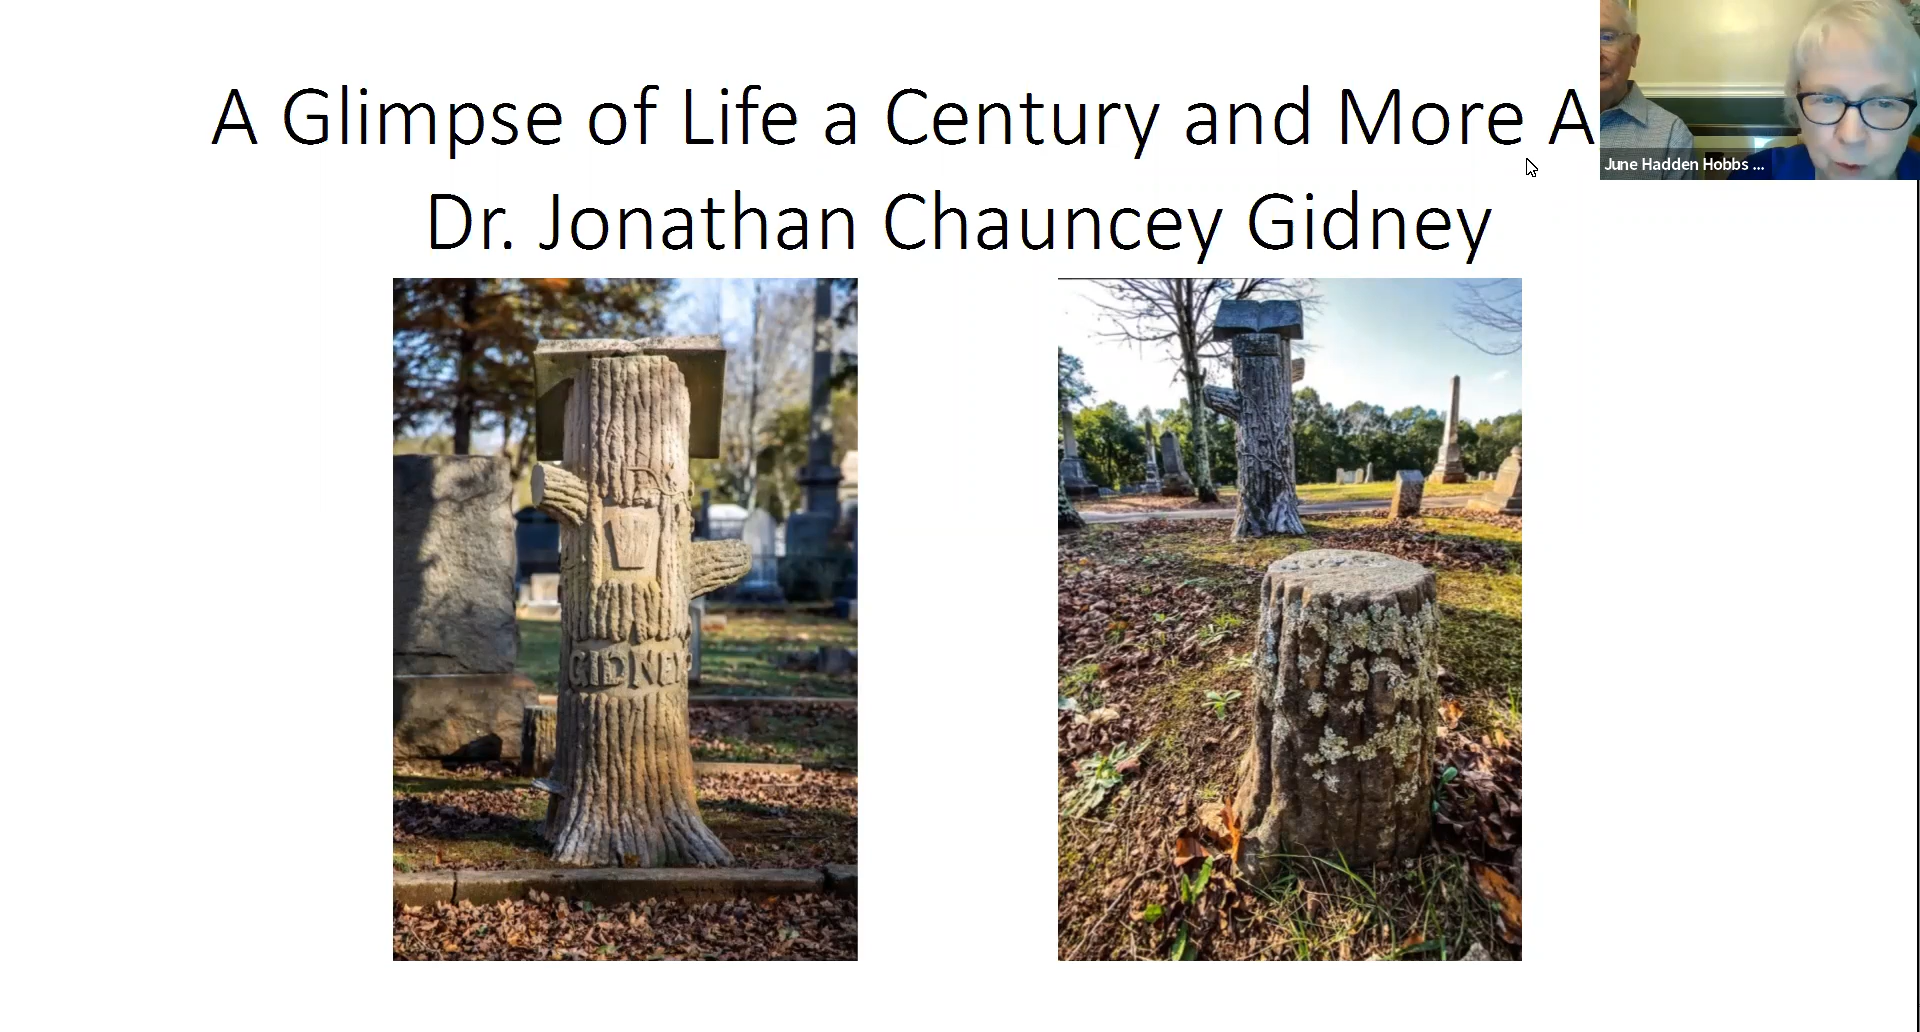 A Glimpse of Life a Century and More A
June Hadden Hobbs ...
Dr. Jonathan Chauncey Gidney
GIDNEY